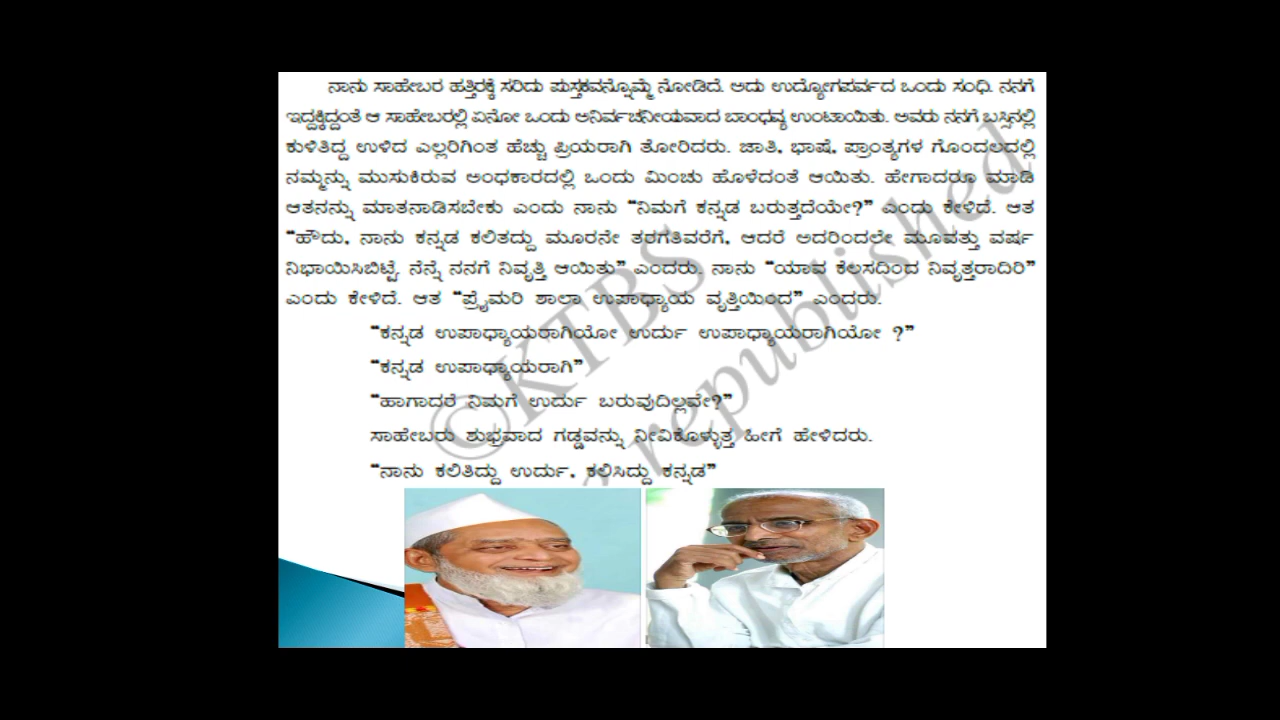 ನಾನು ಸಾಹೇಬರ ಹತ್ತಿರಕ್ಕೆ ಸರಿದು ಪುಸ್ತಕವನ್ನೊಮ್ಮೆ ನೋಡಿದೆ. ಅದು ಉದ್ಯೋಗಪರ್ವದ ಒಂದು ಸಂಧಿ. ನನಗೆ
ಇದ್ದಕ್ಕಿದ್ದಂತೆ ಆ ಸಾಹೇಬರಲ್ಲಿ ಏನೋ ಒಂದು ಅನಿರ್ವಚನೀಯವಾದ ಬಾಂಧವ್ಯ ಉಂಟಾಯಿತು. ಅವರು ನನಗೆ ಬಸ್ಸಿನಲ್ಲಿ
ಕುಳಿತಿದ್ದ ಉಳಿದ ಎಲ್ಲರಿಗಿಂತ ಹೆಚ್ಚು ಪ್ರಿಯರಾಗಿ ತೋರಿದರು. ಜಾತಿ, ಭಾಷೆ, ಪ್ರಾಂತ್ಯಗಳ ಗೊಂದಲದಲ್ಲಿ
ನಮ್ಮನ್ನು ಮುಸುಕಿರುವ ಅಂಧಕಾರದಲ್ಲಿ ಒಂದು ಮಿಂಚು ಹೊಳೆದಂತೆ ಆಯಿತು. ಹೇಗಾದರೂ ಮಾಡಿ
ಆತನನ್ನು ಮಾತನಾಡಿಸಬೇಕು ಎಂದು ನಾನು “ನಿಮಗೆ ಕನ್ನಡ ಬರುತ್ತದೆಯೇ?” ಎಂದು ಕೇಳಿದೆ. ಆತ
“ಹೌದು, ನಾನು ಕನ್ನಡ ಕಲಿತದ್ದು ಮೂರನೇ ತರಗತಿವರೆಗೆ, ಆದರೆ ಅದರಿಂದಲೇ ಮೂವತ್ತು ವರ್ಷ
ನಿಭಾಯಿಸಿಬಿಟ್ಟೆ. ನೆನ್ನೆ ನನಗೆ ನಿವೃತ್ತಿ ಆಯಿತು” ಎಂದರು. ನಾನು “ಯಾವ ಕೆಲಸದಿಂದ ನಿವೃತ್ತರಾದಿರಿ”
ಎಂದು ಕೇಳಿದೆ. ಆತ “ಪ್ರೈಮರಿ ಶಾಲಾ ಉಪಾಧ್ಯಾಯ ವೃತ್ತಿಯಿಂದ” ಎಂದರು.
“ಕನ್ನಡ ಉಪಾಧ್ಯಾಯರಾಗಿಯೋ ಉರ್ದು ಉಪಾಧ್ಯಾಯರಾಗಿಯೋ ?”
“ಕನ್ನಡ ಉಪಾಧ್ಯಾಯರಾಗಿ”
“ಹಾಗಾದರೆ ನಿಮಗೆ ಉರ್ದು ಬರುವುದಿಲ್ಲವೇ?”
ಸಾಹೇಬರು ಶುಭ್ರವಾದ ಗಡ್ಡವನ್ನು ನೀವಿಕೊಳ್ಳುತ್ತ ಹೀಗೆ ಹೇಳಿದರು.
“ನಾನು ಕಲಿತಿದ್ದು ಉರ್ದು, ಕಲಿಸಿದ್ದು ಕನ್ನಡ”
©KTBS
republished